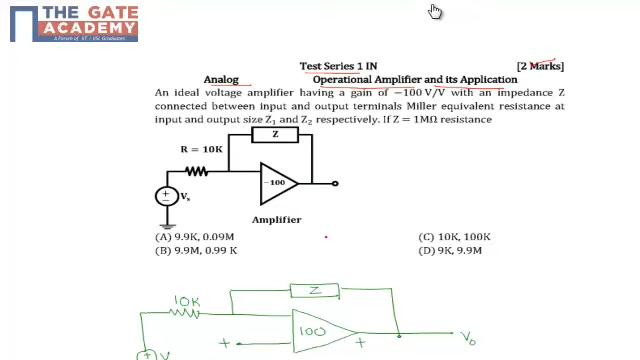 THE GATE
ACADEMY
A Forum of IIT / IISc Graduates
Test Series 1 IN
[2 Marks]
Analog
Operational Amplifier and its Application
An ideal voltage amplifier having a gain of −100 V/V with an impedance Z
connected between input and output terminals Miller equivalent resistance at
input and output size Z₁ and Z₂ respectively. If Z = 1MΩ resistance
Z
R = 10K
−100
+
−
Vs
Amplifier
(A) 9.9K, 0.09M
(C) 10K, 100K
(B) 9.9M, 0.99 K
(D) 9K, 9.9M
Z
10K
100
+
+
V₀
+
V